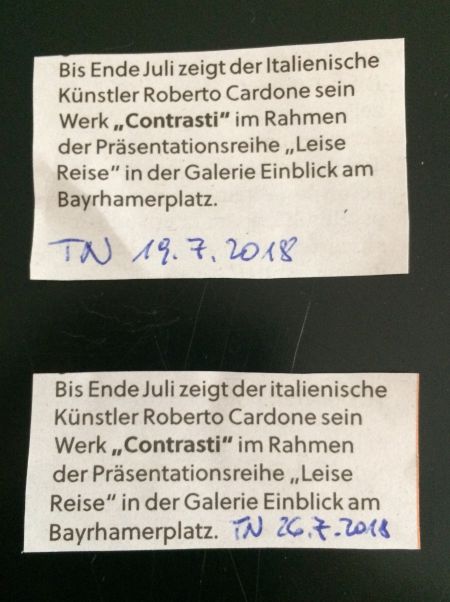 Bis Ende Juli zeigt der Italienische
Künstler Roberto Cardone sein
Werk „Contrasti“ im Rahmen
der Präsentationsreihe „Leise
Reise“ in der Galerie Einblick am
Bayrhamerplatz.
TN 19.7.2018
Bis Ende Juli zeigt der italienische
Künstler Roberto Cardone sein
Werk „Contrasti“ im Rahmen
der Präsentationsreihe „Leise
Reise“ in der Galerie Einblick am
Bayrhamerplatz. TN 26.7.2018